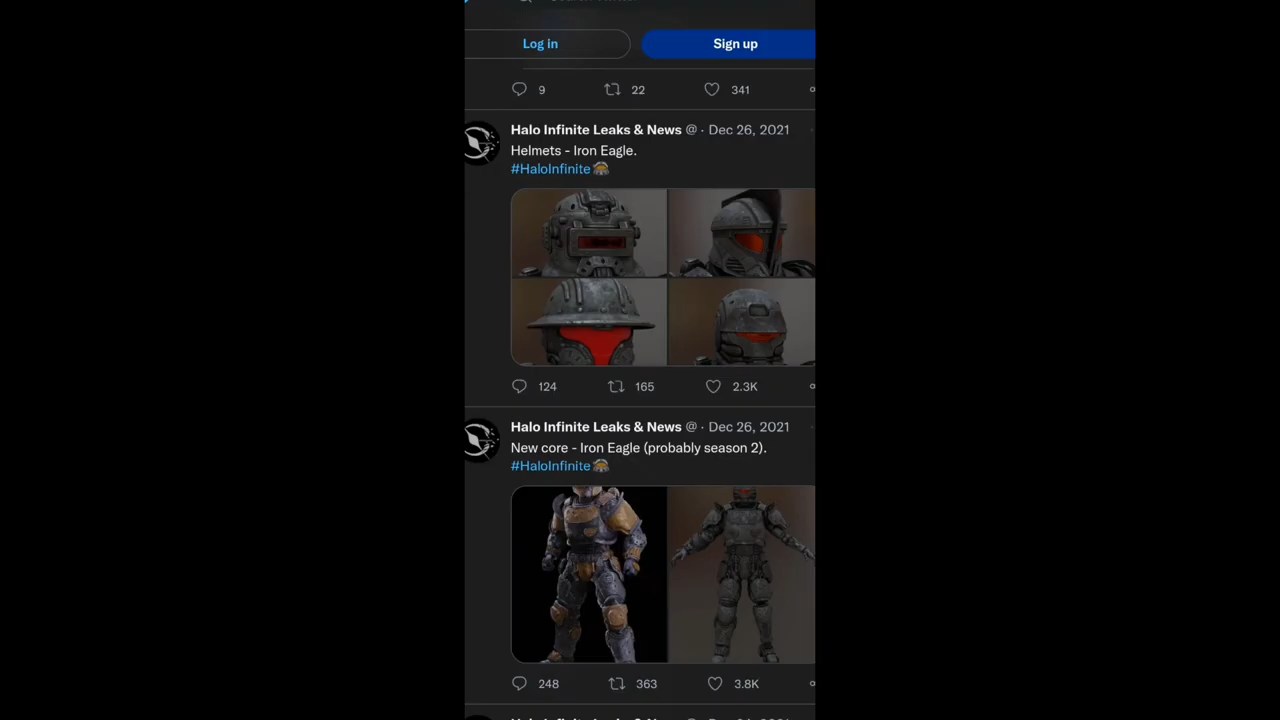 Log in
Sign up
9 22 341
Halo Infinite Leaks & News @ · Dec 26, 2021
Helmets - Iron Eagle.
#HaloInfinite
124 165 2.3K
Halo Infinite Leaks & News @ · Dec 26, 2021
New core - Iron Eagle (probably season 2).
#HaloInfinite
248 363 3.8K